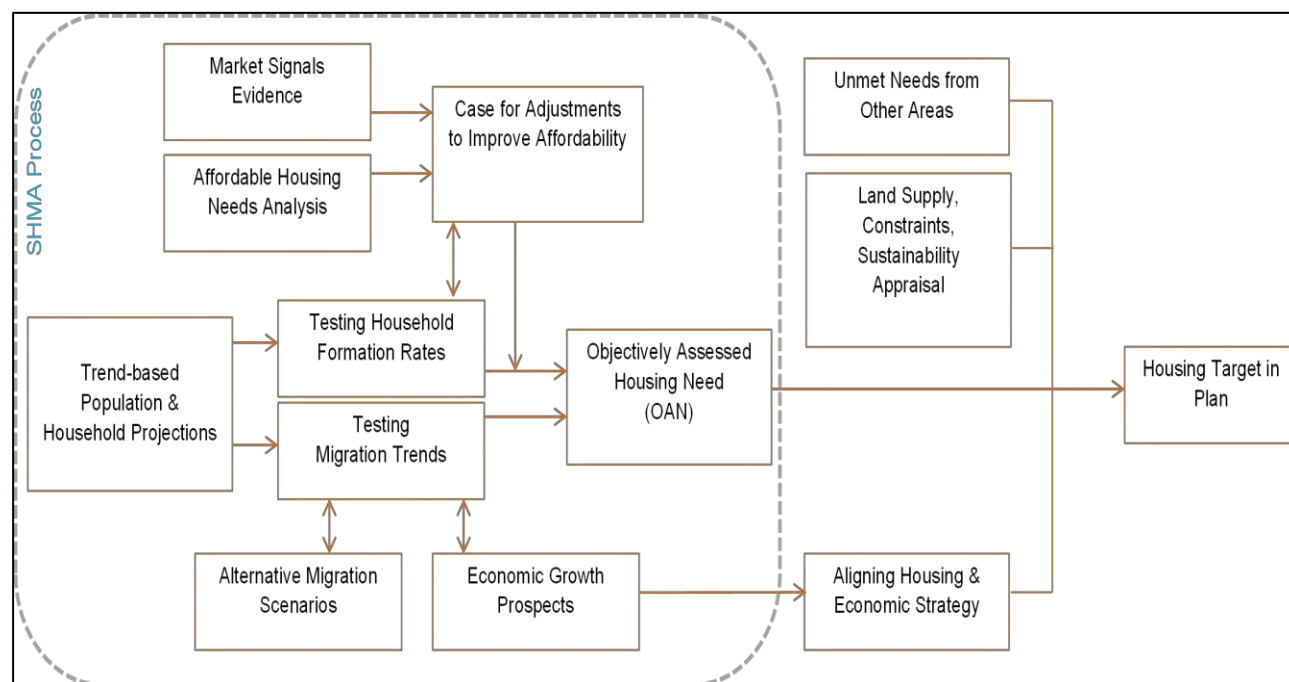 SHMA Process
Market Signals
Evidence
Case for Adjustments
to Improve Affordability
Affordable Housing
Needs Analysis
Unmet Needs from
Other Areas
Land Supply,
Constraints,
Sustainability
Appraisal
Trend-based
Population &
Household Projections
Testing Household
Formation Rates
Testing
Migration Trends
Objectively Assessed
Housing Need
(OAN)
Housing Target in
Plan
Alternative Migration
Scenarios
Economic Growth
Prospects
Aligning Housing &
Economic Strategy